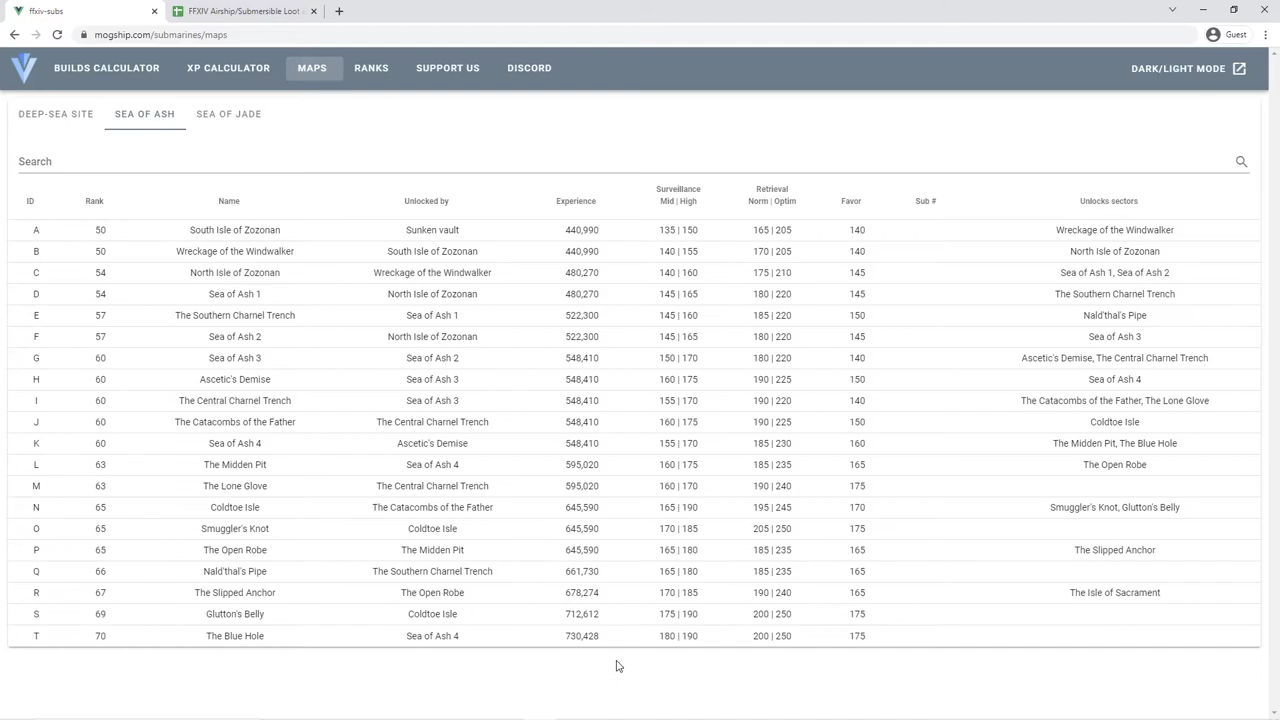 ffxiv-subs
FFXIV Airship/Submersible Loot
mogship.com/submarines/maps
Guest
BUILDS CALCULATOR XP CALCULATOR MAPS RANKS SUPPORT US DISCORD DARK/LIGHT MODE
DEEP-SEA SITE SEA OF ASH SEA OF JADE
Search
Surveillance Retrieval
ID Rank Name Unlocked by Experience Mid | High Norm | Optim Favor Sub # Unlocks sectors
A 50 South Isle of Zozonan Sunken vault 440,990 135 | 150 165 | 205 140 Wreckage of the Windwalker
B 50 Wreckage of the Windwalker South Isle of Zozonan 440,990 140 | 155 170 | 205 140 North Isle of Zozonan
C 54 North Isle of Zozonan Wreckage of the Windwalker 480,270 140 | 160 175 | 210 145 Sea of Ash 1, Sea of Ash 2
D 54 Sea of Ash 1 North Isle of Zozonan 480,270 145 | 165 180 | 220 145 The Southern Charnel Trench
E 57 The Southern Charnel Trench Sea of Ash 1 522,300 145 | 160 185 | 220 150 Nald'thal's Pipe
F 57 Sea of Ash 2 North Isle of Zozonan 522,300 145 | 165 180 | 220 145 Sea of Ash 3
G 60 Sea of Ash 3 Sea of Ash 2 548,410 150 | 170 180 | 220 140 Ascetic's Demise, The Central Charnel Trench
H 60 Ascetic's Demise Sea of Ash 3 548,410 160 | 175 190 | 225 150 Sea of Ash 4
I 60 The Central Charnel Trench Sea of Ash 3 548,410 155 | 170 190 | 220 140 The Catacombs of the Father, The Lone Glove
J 60 The Catacombs of the Father The Central Charnel Trench 548,410 160 | 175 190 | 225 150 Coldtoe Isle
K 60 Sea of Ash 4 Ascetic's Demise 548,410 155 | 170 185 | 230 160 The Midden Pit, The Blue Hole
L 63 The Midden Pit Sea of Ash 4 595,020 160 | 175 185 | 235 165 The Open Robe
M 63 The Lone Glove The Central Charnel Trench 595,020 160 | 170 190 | 240 175
N 65 Coldtoe Isle The Catacombs of the Father 645,590 165 | 190 195 | 245 170 Smuggler's Knot, Glutton's Belly
O 65 Smuggler's Knot Coldtoe Isle 645,590 170 | 185 205 | 250 175
P 65 The Open Robe The Midden Pit 645,590 165 | 180 185 | 235 165 The Slipped Anchor
Q 66 Nald'thal's Pipe The Southern Charnel Trench 661,730 165 | 180 185 | 235 165
R 67 The Slipped Anchor The Open Robe 678,274 170 | 185 190 | 240 165 The Isle of Sacrament
S 69 Glutton's Belly Coldtoe Isle 712,612 175 | 190 200 | 250 175
T 70 The Blue Hole Sea of Ash 4 730,428 180 | 190 200 | 250 175